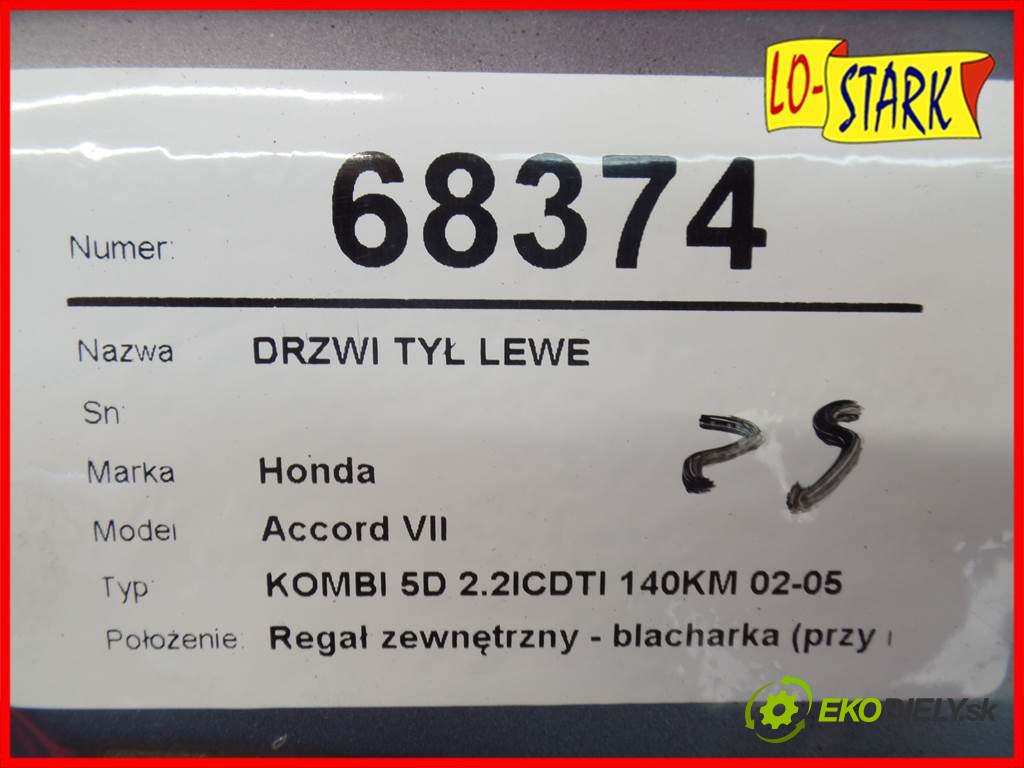 LO-STARK
Numer: 68374
Nazwa DRZWI TYŁ LEWE
Sn:
Marka Honda
Model Accord VII
Typ: KOMBI 5D 2.2ICDTI 140KM 02-05
Położenie: Regał zewnętrzny - blacharka (przy
EKODIELY.sk